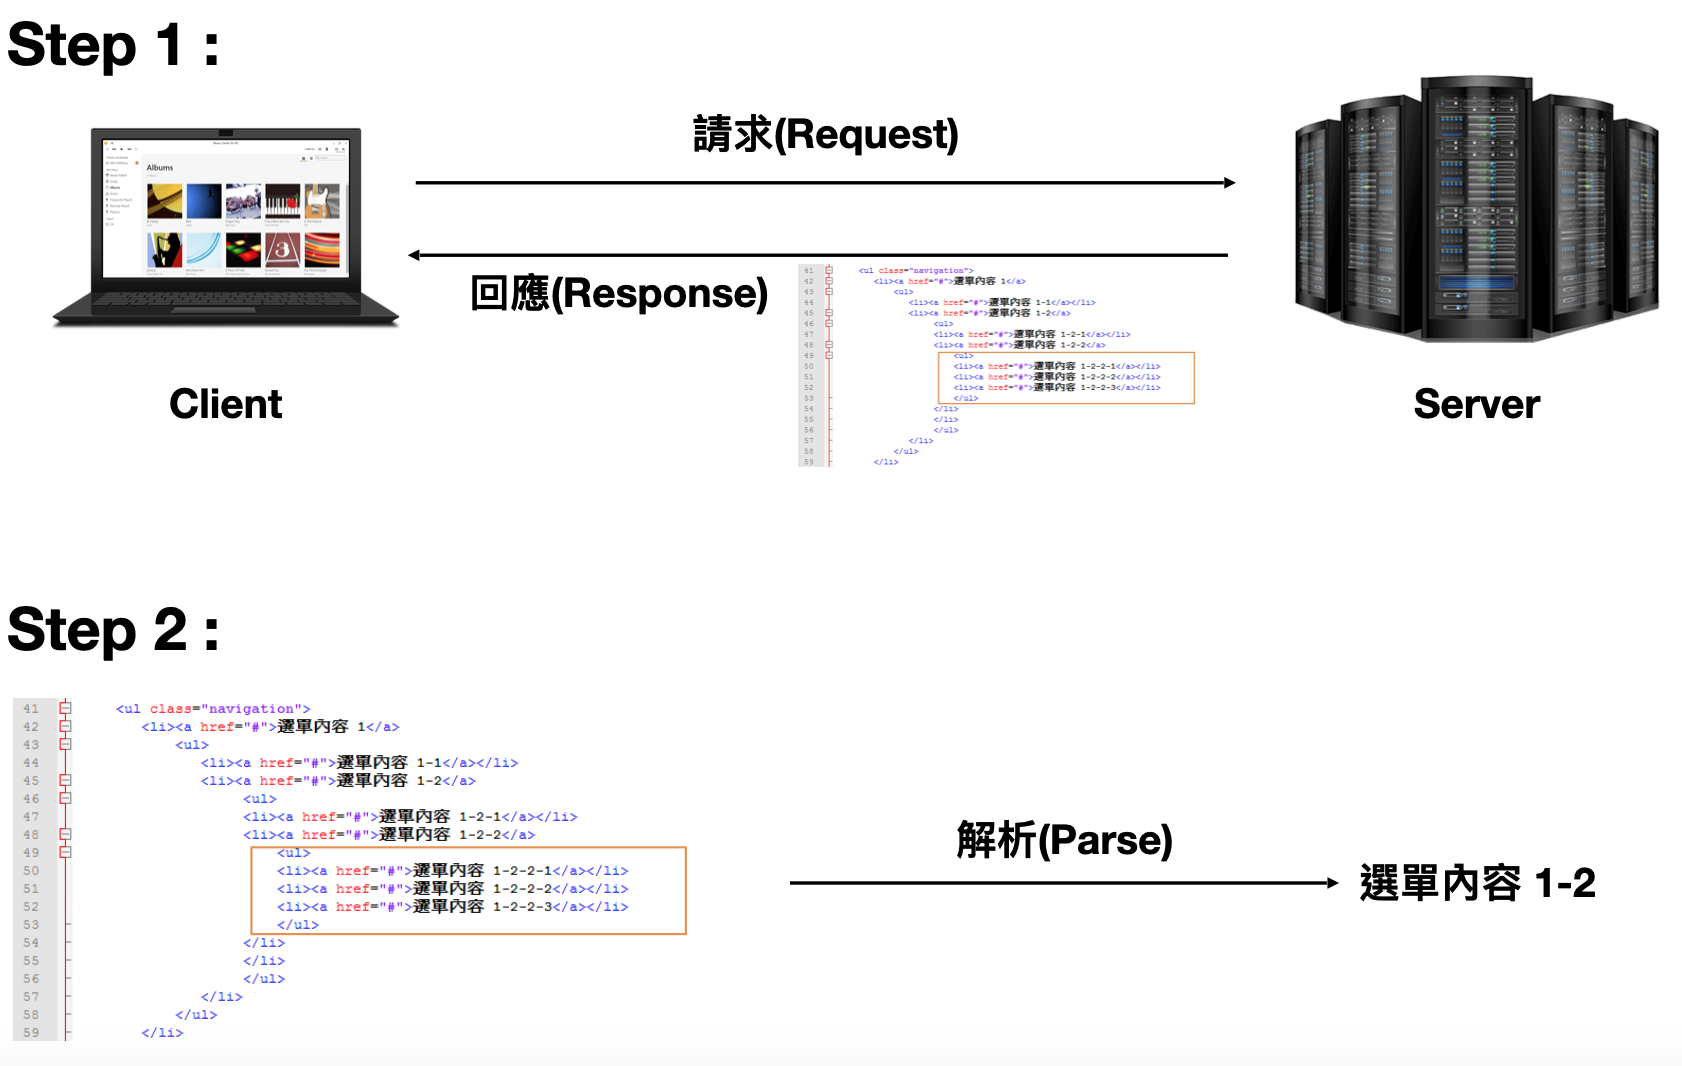 Step 1 :
請求(Request)
回應(Response)
Albums
41 <ul class="navigation">
42 <li><a href="#">選單內容 1</a>
43 <ul>
44 <li><a href="#">選單內容 1-1</a></li>
45 <li><a href="#">選單內容 1-2</a>
46 <ul>
47 <li><a href="#">選單內容 1-2-1</a></li>
48 <li><a href="#">選單內容 1-2-2</a>
49 <ul>
50 <li><a href="#">選單內容 1-2-2-1</a></li>
51 <li><a href="#">選單內容 1-2-2-2</a></li>
52 <li><a href="#">選單內容 1-2-2-3</a></li>
53 </ul>
54 </li>
55 </li>
56 </ul>
57 </li>
58 </ul>
59 </li>
Client
Server
Step 2 :
41 <ul class="navigation">
42 <li><a href="#">選單內容 1</a>
43 <ul>
44 <li><a href="#">選單內容 1-1</a></li>
45 <li><a href="#">選單內容 1-2</a>
46 <ul>
47 <li><a href="#">選單內容 1-2-1</a></li>
48 <li><a href="#">選單內容 1-2-2</a>
49 <ul>
50 <li><a href="#">選單內容 1-2-2-1</a></li>
51 <li><a href="#">選單內容 1-2-2-2</a></li>
52 <li><a href="#">選單內容 1-2-2-3</a></li>
53 </ul>
54 </li>
55 </li>
56 </ul>
57 </li>
58 </ul>
59 </li>
解析(Parse)
選單內容 1-2